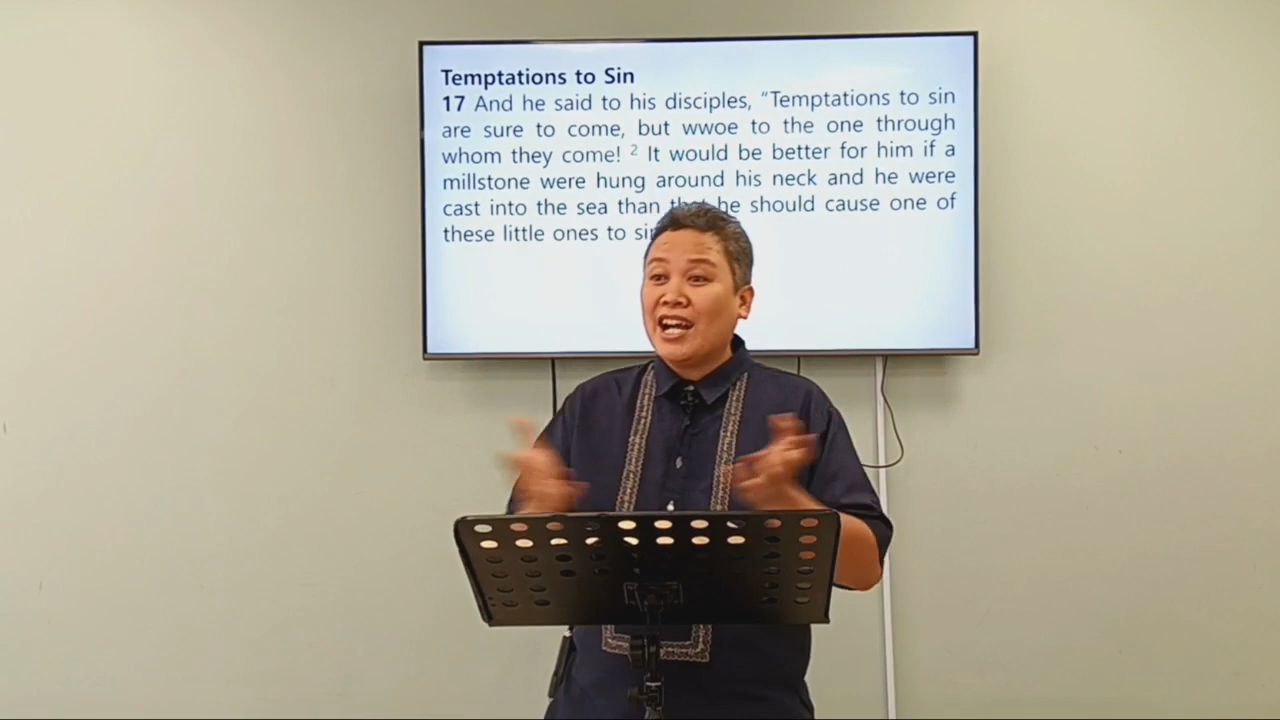 Temptations to Sin
17 And he said to his disciples, “Temptations to sin
are sure to come, but wwoe to the one through
whom they come! 2 It would be better for him if a
millstone were hung around his neck and he were
cast into the sea than that he should cause one of
these little ones to